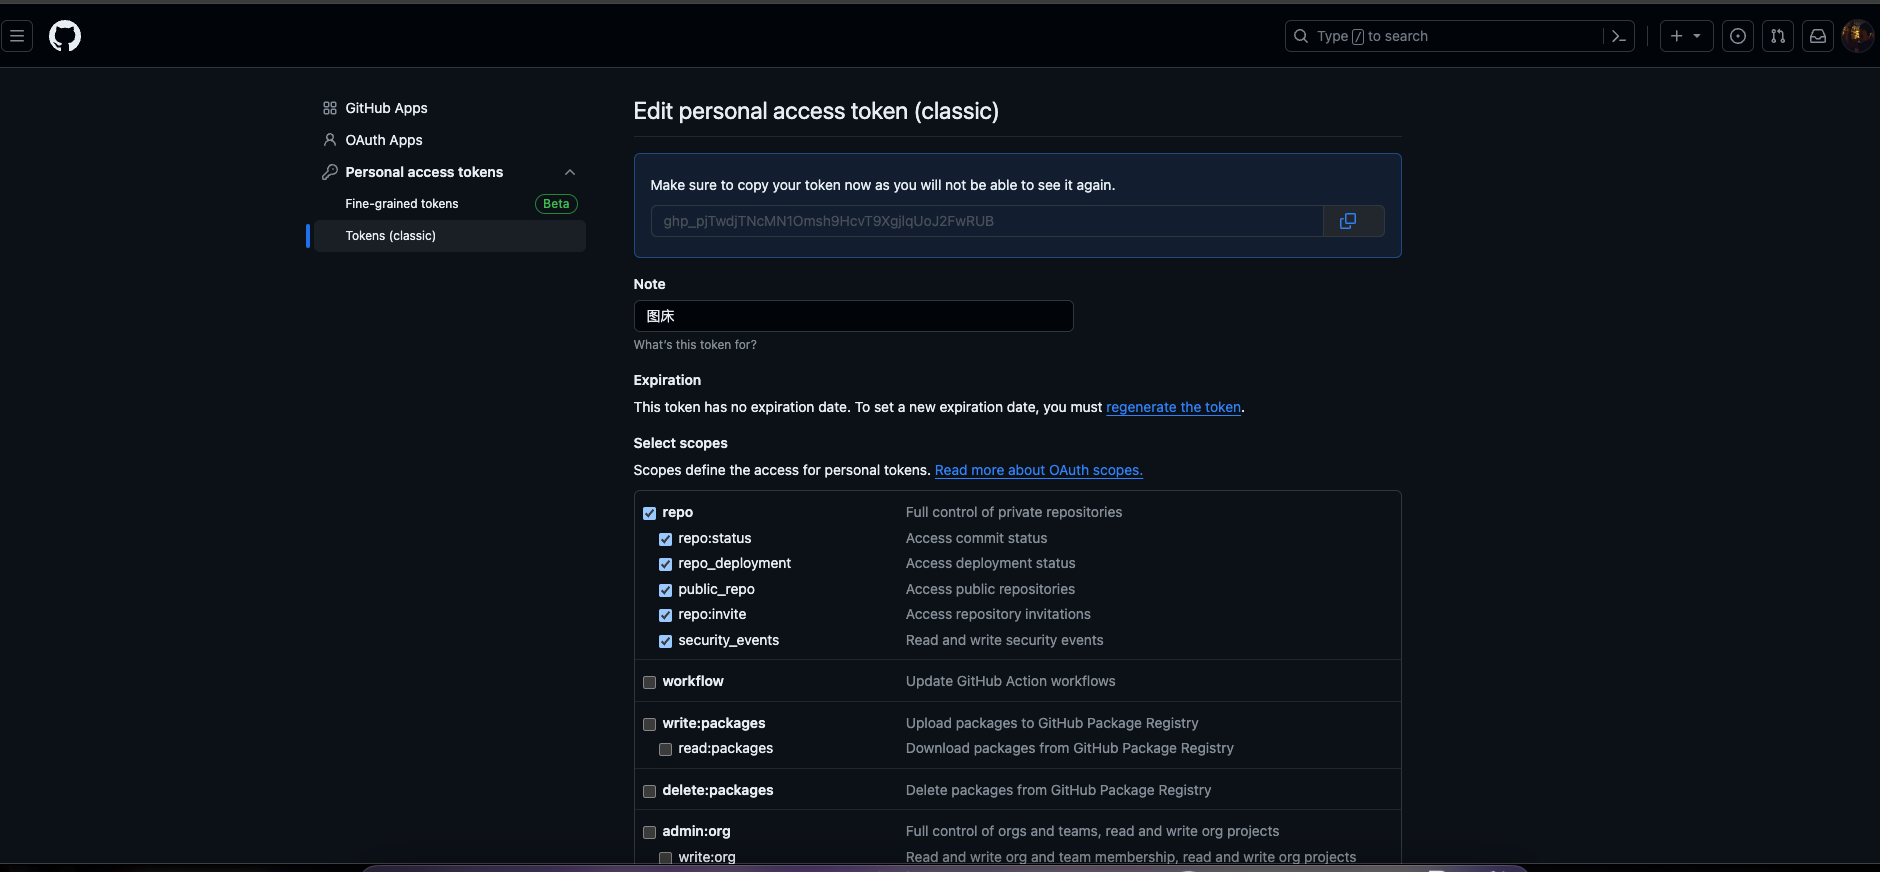 Type / to search
GitHub Apps
OAuth Apps
Personal access tokens
Fine-grained tokens Beta
Tokens (classic)
Edit personal access token (classic)
Make sure to copy your token now as you will not be able to see it again.
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
Note
图床
What's this token for?
Expiration
This token has no expiration date. To set a new expiration date, you must regenerate the token.
Select scopes
Scopes define the access for personal tokens. Read more about OAuth scopes.
repo Full control of private repositories
repo:status Access commit status
repo_deployment Access deployment status
public_repo Access public repositories
repo:invite Access repository invitations
security_events Read and write security events
workflow Update GitHub Action workflows
write:packages Upload packages to GitHub Package Registry
read:packages Download packages from GitHub Package Registry
delete:packages Delete packages from GitHub Package Registry
admin:org Full control of orgs and teams, read and write org projects
write:org Read and write org and team membership, read and write org projects